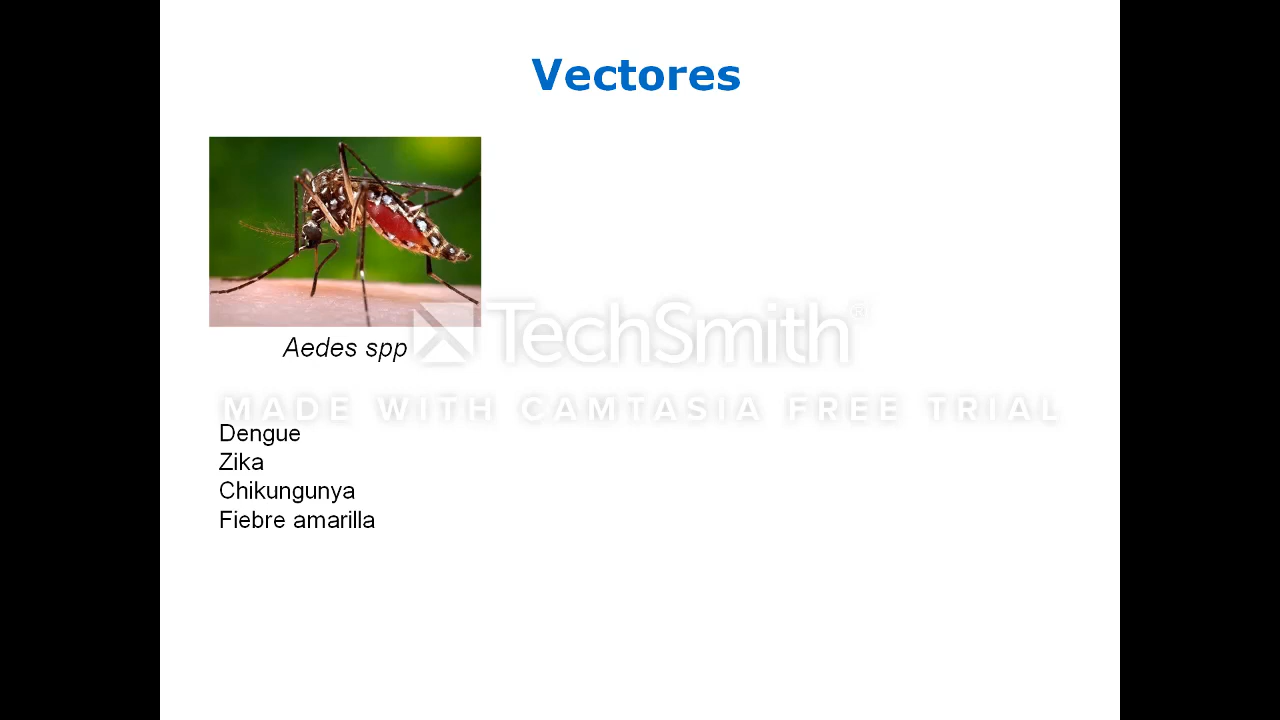 Vectores
Aedes spp
TechSmith®
MADE WITH CAMTASIA FREE TRIAL
Dengue
Zika
Chikungunya
Fiebre amarilla